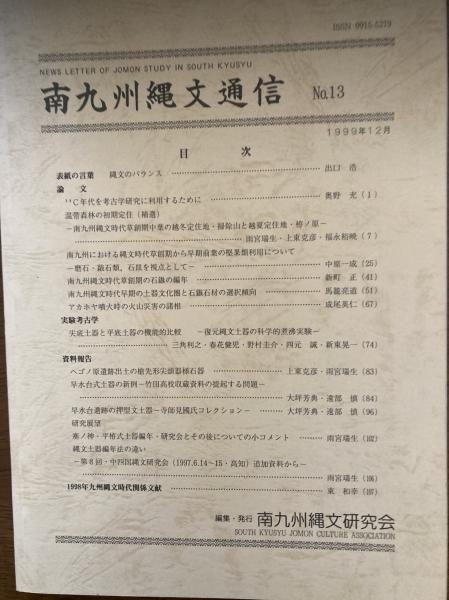 ISSN 0915-5279
NEWS LETTER OF JOMON STUDY IN SOUTH KYUSYU
南九州縄文通信 No.13
1999年12月
目 次
表紙の言葉 縄文のバランス 出口 浩
論 文
¹⁴C年代を考古学研究に利用するために 奥野 充 (1)
温帯森林の初期定住(補遺)
-南九州縄文時代草創期中葉の越冬定住地・掃除山と越夏定住地・栫ノ原-
雨宮瑞生・上東克彦・福永裕暁 (7)
南九州における縄文時代草創期から早期前葉の堅果類利用について
-磨石・敲石類、石皿を視点として- 中原一成 (25)
南九州縄文時代草創期の石鏃の編年 新町 正 (41)
南九州縄文時代早期の土器文化圏と石鏃石材の選択傾向 馬籠亮道 (51)
アカホヤ噴火時の火山災害の諸相 成尾英仁 (67)
実験考古学
尖底土器と平底土器の機能的比較 -復元縄文土器の科学的煮沸実験-
三角利之・春花健児・野村圭介・四元 誠・新東晃一 (74)
資料報告
ヘゴノ原遺跡出土の槍先形尖頭器様石器 上東克彦・雨宮瑞生 (83)
早水台式土器の新例-竹田高校収蔵資料の提起する問題-
大坪芳典・遠部 慎 (84)
早水台遺跡の押型文土器-寺師見國氏コレクション- 大坪芳典・遠部 慎 (96)
研究展望
塞ノ神・平栫式土器編年・研究とその後についての小コメント 雨宮瑞生 (102)
縄文土器編年法の違い
-第8回・中四国縄文研究会(1997.6.14~15・高知)追加資料から-
雨宮瑞生 (106)
1998年九州縄文時代関係文献 東 和幸 (107)
編集・発行 南九州縄文研究会
SOUTH KYUSYU JOMON CULTURE ASSOCIATION